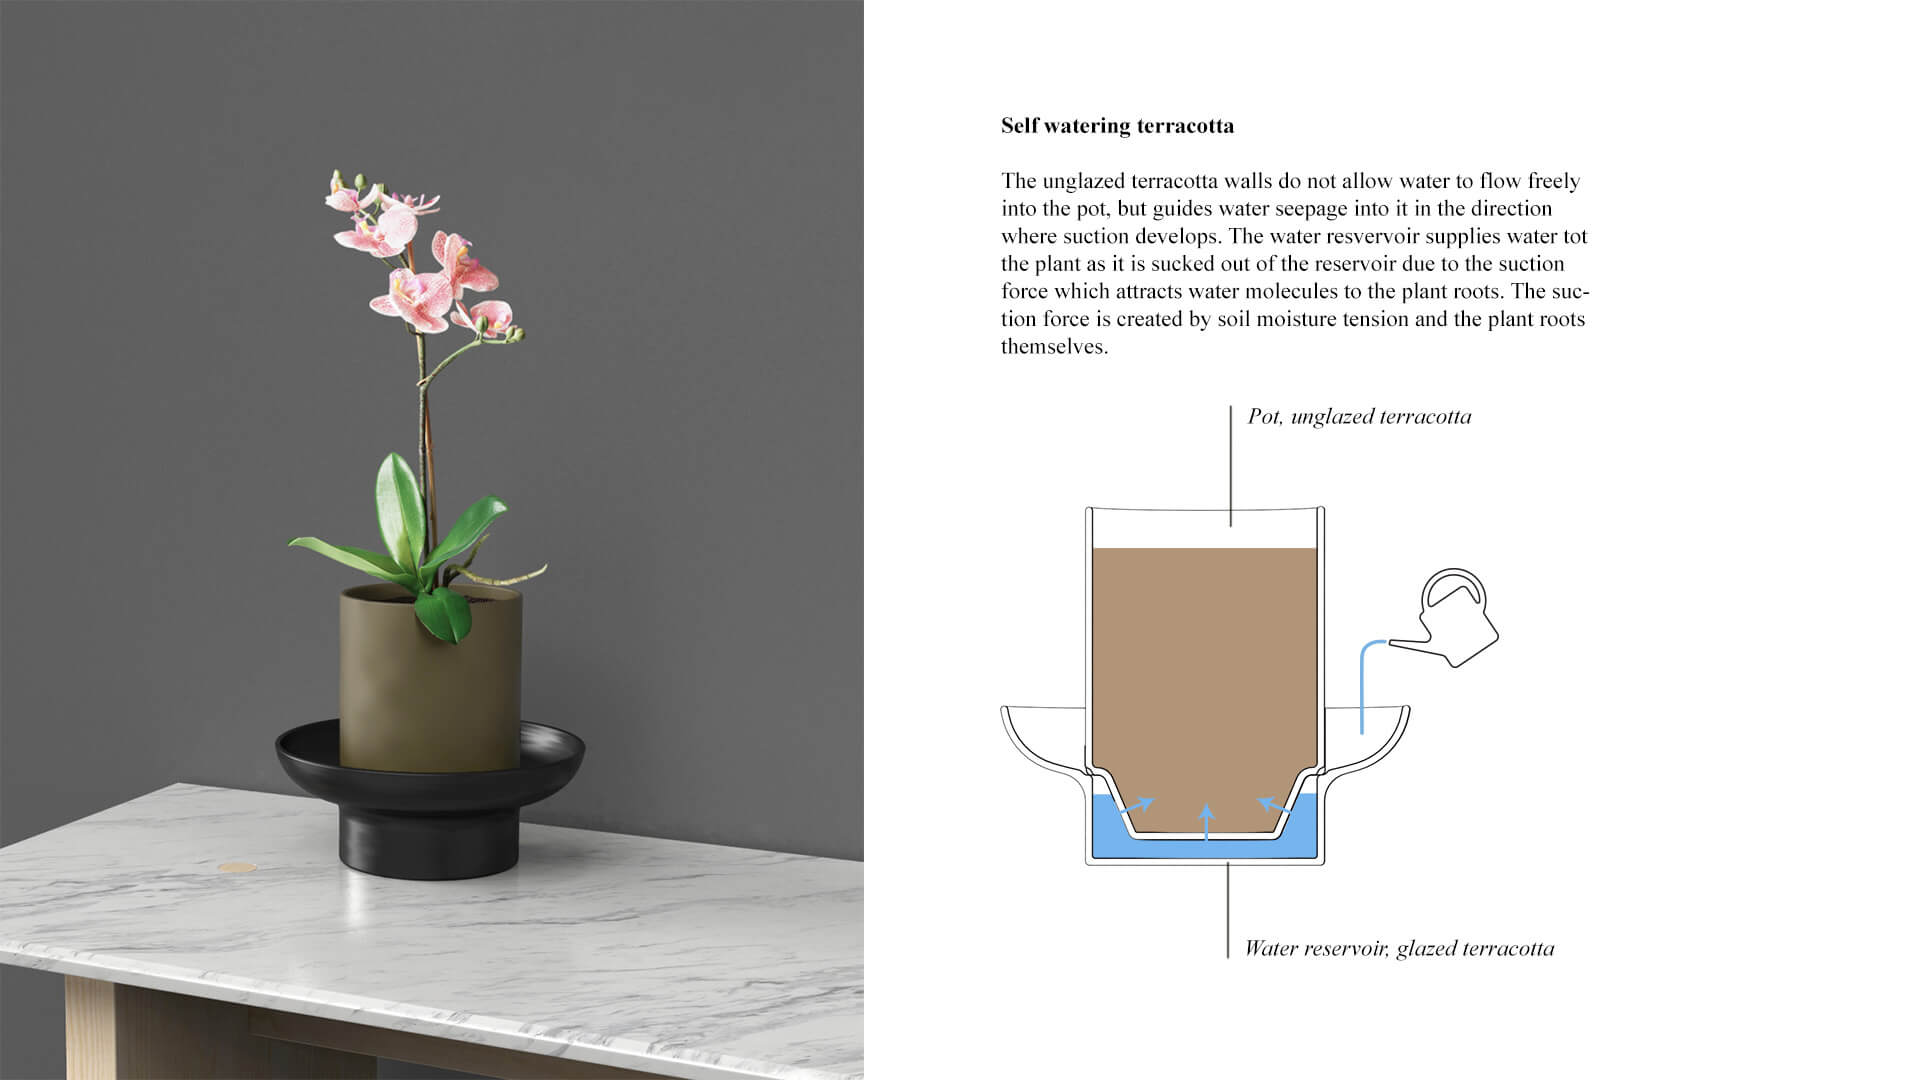 Self watering terracotta
The unglazed terracotta walls do not allow water to flow freely
into the pot, but guides water seepage into it in the direction
where suction develops. The water resvervoir supplies water tot
the plant as it is sucked out of the reservoir due to the suction
force which attracts water molecules to the plant roots. The suc-
tion force is created by soil moisture tension and the plant roots
themselves.
Pot, unglazed terracotta
Water reservoir, glazed terracotta